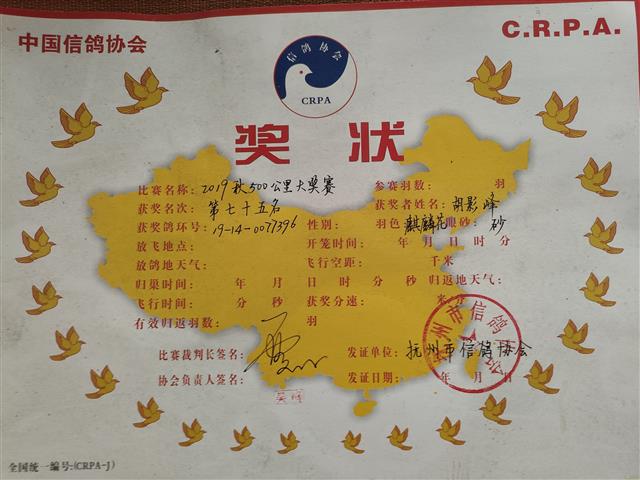 中国信鸽协会
C.R.P.A.
信鸽协会
CRPA
奖 状
比赛名称: 2019秋500公里大奖赛 参赛羽数: 羽
获奖名次: 第七十五名 获奖者姓名: 胡影峰
获奖鸽环号: 19-14-0077396 性别: 羽色: 麒麟花 眼砂: 砂
放飞地点: 开笼时间: 年 月 日 时 分
放鸽地天气: 飞行空距: 千米
归巢时间: 年 月 日 时 分 秒 归返地天气:
飞行时间: 分 秒 获奖分速: 米
有效归返羽数: 羽
比赛裁判长签名: 发证单位: 抚州市信鸽协会
协会负责人签名: 发证日期: 年 月 日
州市信鸽
全国统一编号:(CRPA-J)